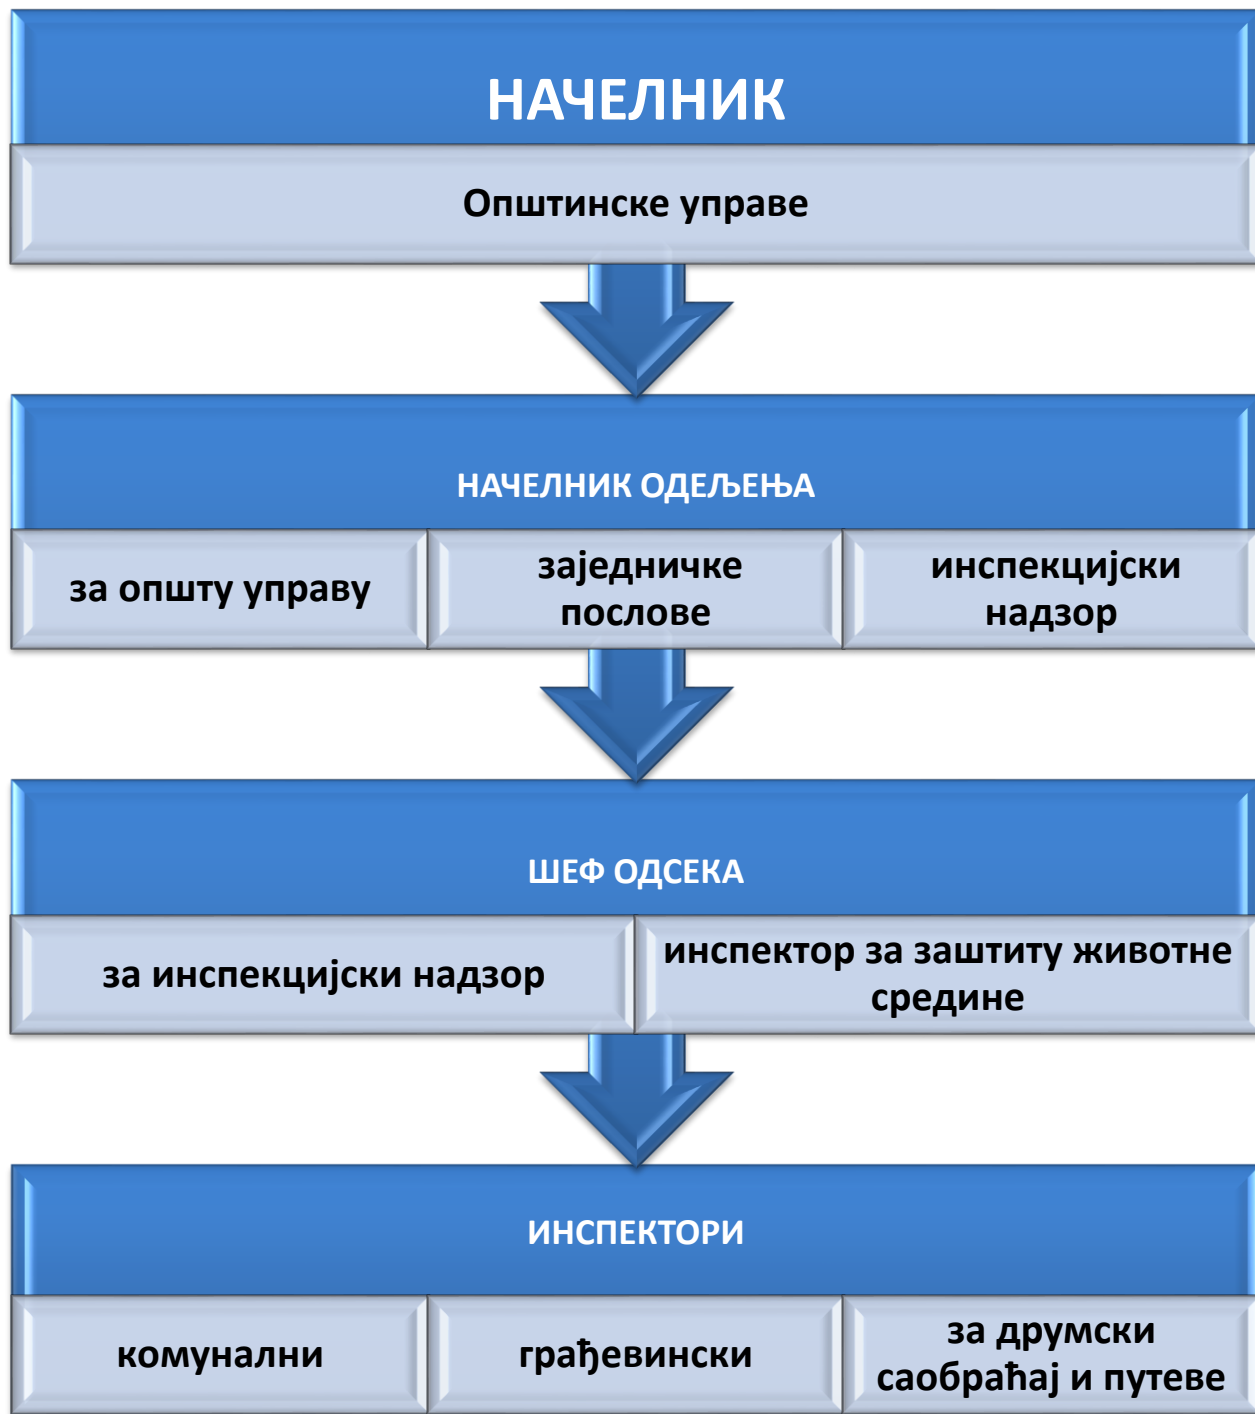 НАЧЕЛНИК
Општинске управе
НАЧЕЛНИК ОДЕЉЕЊА
за општу управу
заједничке
послове
инспекцијски
надзор
ШЕФ ОДСЕКА
за инспекцијски надзор
инспектор за заштиту животне
средине
ИНСПЕКТОРИ
комунални
грађевински
за друмски
саобраћај и путеве